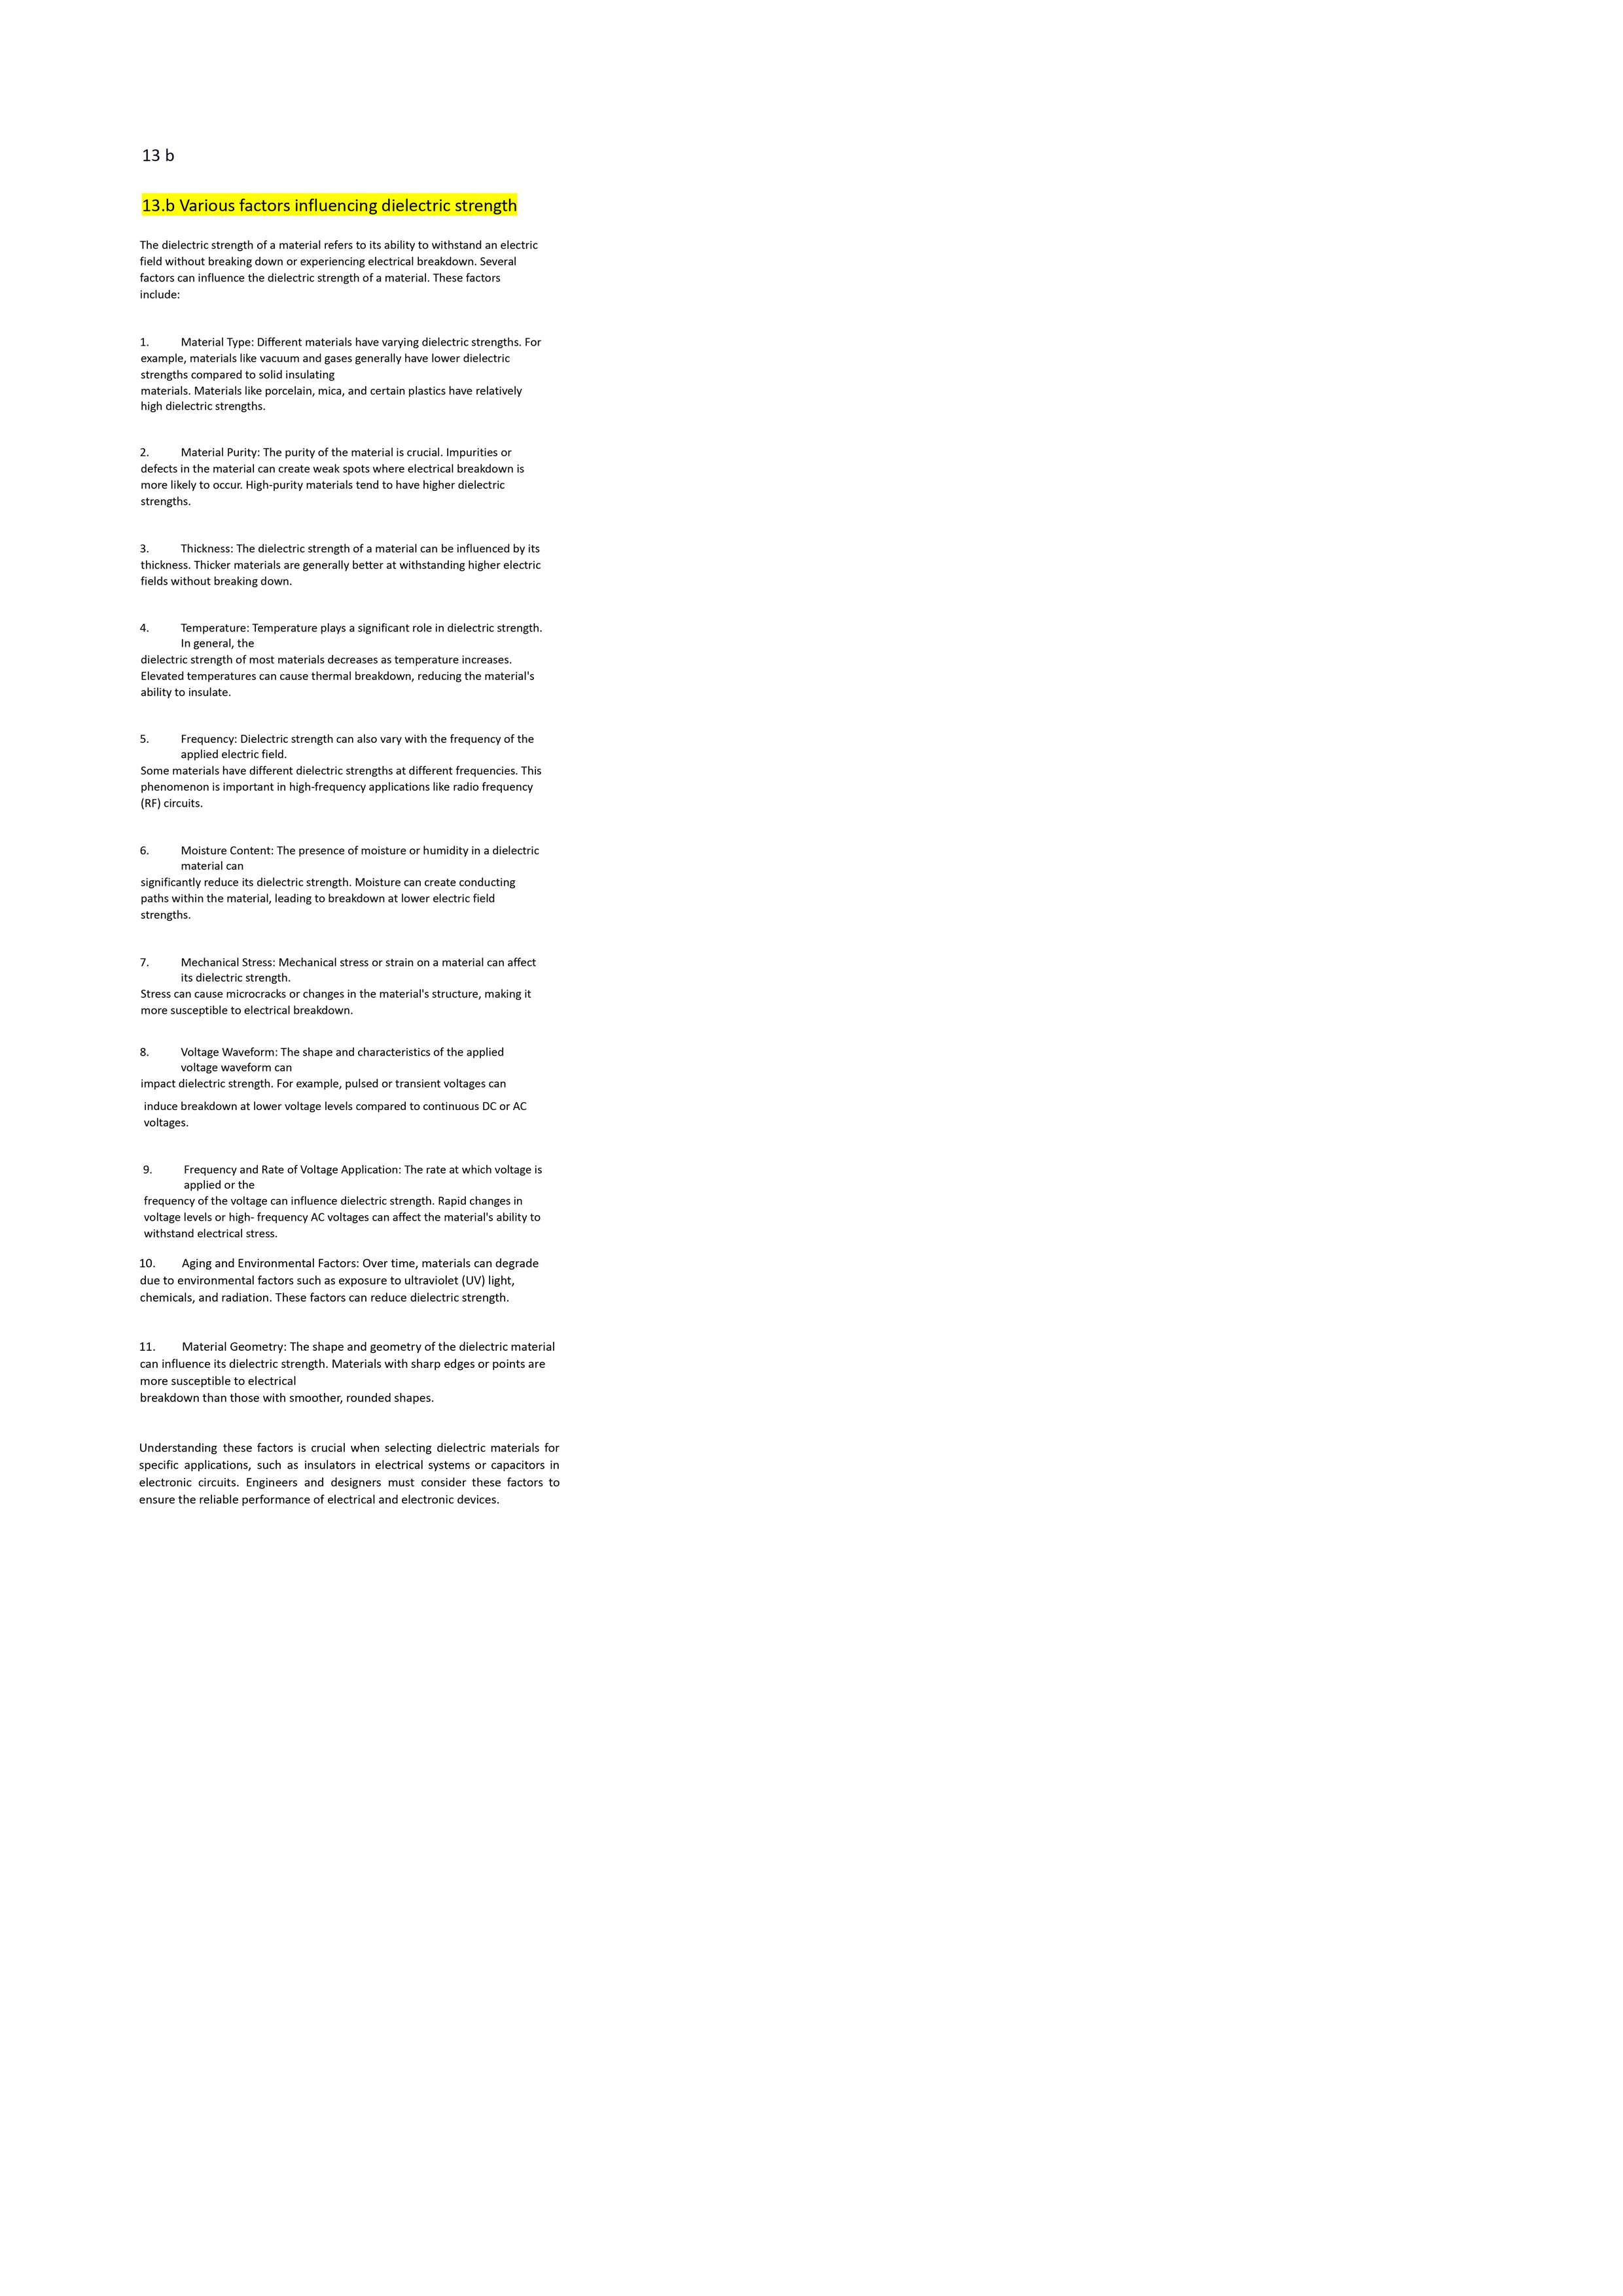 13 b
13.b Various factors influencing dielectric strength
The dielectric strength of a material refers to its ability to withstand an electric
field without breaking down or experiencing electrical breakdown. Several
factors can influence the dielectric strength of a material. These factors
include:
1. Material Type: Different materials have varying dielectric strengths. For
example, materials like vacuum and gases generally have lower dielectric
strengths compared to solid insulating
materials. Materials like porcelain, mica, and certain plastics have relatively
high dielectric strengths.
2. Material Purity: The purity of the material is crucial. Impurities or
defects in the material can create weak spots where electrical breakdown is
more likely to occur. High-purity materials tend to have higher dielectric
strengths.
3. Thickness: The dielectric strength of a material can be influenced by its
thickness. Thicker materials are generally better at withstanding higher electric
fields without breaking down.
4. Temperature: Temperature plays a significant role in dielectric strength.
In general, the
dielectric strength of most materials decreases as temperature increases.
Elevated temperatures can cause thermal breakdown, reducing the material's
ability to insulate.
5. Frequency: Dielectric strength can also vary with the frequency of the
applied electric field.
Some materials have different dielectric strengths at different frequencies. This
phenomenon is important in high-frequency applications like radio frequency
(RF) circuits.
6. Moisture Content: The presence of moisture or humidity in a dielectric
material can
significantly reduce its dielectric strength. Moisture can create conducting
paths within the material, leading to breakdown at lower electric field
strengths.
7. Mechanical Stress: Mechanical stress or strain on a material can affect
its dielectric strength.
Stress can cause microcracks or changes in the material's structure, making it
more susceptible to electrical breakdown.
8. Voltage Waveform: The shape and characteristics of the applied
voltage waveform can
impact dielectric strength. For example, pulsed or transient voltages can
induce breakdown at lower voltage levels compared to continuous DC or AC
voltages.
9. Frequency and Rate of Voltage Application: The rate at which voltage is
applied or the
frequency of the voltage can influence dielectric strength. Rapid changes in
voltage levels or high- frequency AC voltages can affect the material's ability to
withstand electrical stress.
10. Aging and Environmental Factors: Over time, materials can degrade
due to environmental factors such as exposure to ultraviolet (UV) light,
chemicals, and radiation. These factors can reduce dielectric strength.
11. Material Geometry: The shape and geometry of the dielectric material
can influence its dielectric strength. Materials with sharp edges or points are
more susceptible to electrical
breakdown than those with smoother, rounded shapes.
Understanding these factors is crucial when selecting dielectric materials for
specific applications, such as insulators in electrical systems or capacitors in
electronic circuits. Engineers and designers must consider these factors to
ensure the reliable performance of electrical and electronic devices.